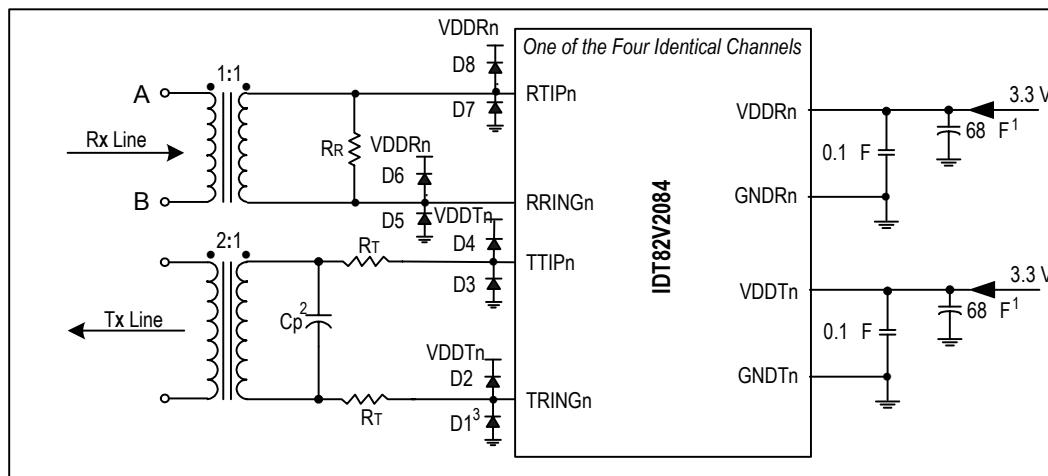 One of the Four Identical Channels
VDDRn
D8
1:1
A
RTIPn
D7
VDDRn
3.3 V
68 F1
Rx Line
RR
VDDRn
D6
0.1 F
B
RRINGn
GNDRn
D5
VDDTn
2:1
D4
RT
TTIPn
D3
IDT82V2084
VDDTn
3.3 V
68 F1
Tx Line
Cp2
0.1 F
VDDTn
D2
GNDTn
TRINGn
RT
D13